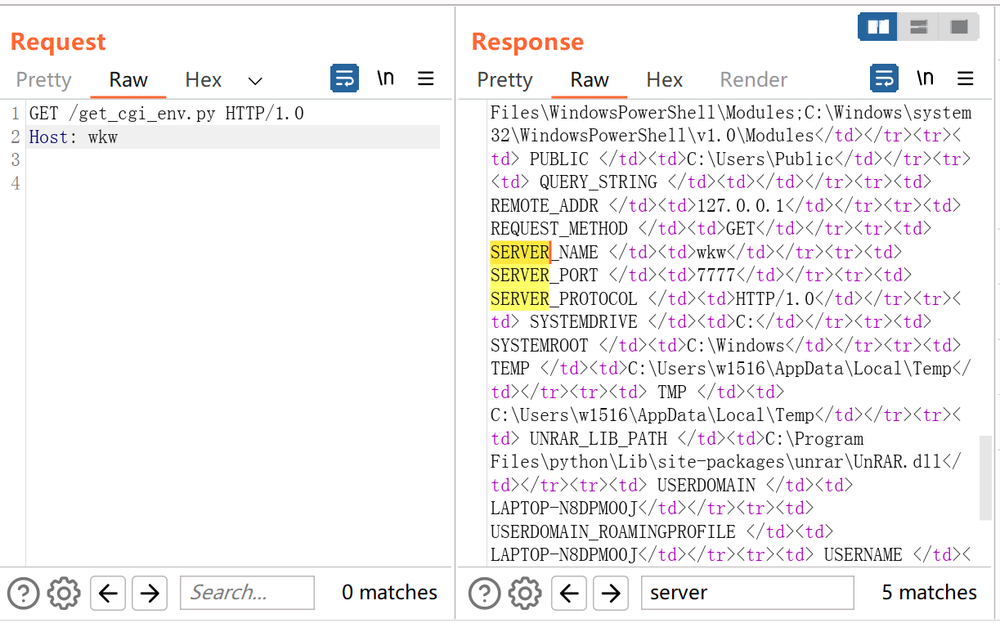 Request
Pretty Raw Hex
\n
1 GET /get_cgi_env.py HTTP/1.0
2 Host: wkw
3
4
Search...
0 matches
Response
Pretty Raw Hex Render
\n
Files\WindowsPowerShell\Modules;C:\Windows\system
32\WindowsPowerShell\v1.0\Modules</td></tr><tr><
td> PUBLIC </td><td>C:\Users\Public</td></tr><tr>
<td> QUERY_STRING </td><td></td></tr><tr><td>
REMOTE_ADDR </td><td>127.0.0.1</td></tr><tr><td>
REQUEST_METHOD </td><td>GET</td></tr><tr><td>
SERVER_NAME </td><td>wkw</td></tr><tr><td>
SERVER_PORT </td><td>7777</td></tr><tr><td>
SERVER_PROTOCOL </td><td>HTTP/1.0</td></tr><tr><
td> SYSTEMDRIVE </td><td>C:</td></tr><tr><td>
SYSTEMROOT </td><td>C:\Windows</td></tr><tr><td>
TEMP </td><td>C:\Users\w1516\AppData\Local\Temp</
td></tr><tr><td> TMP </td><td>
C:\Users\w1516\AppData\Local\Temp</td></tr><tr><
td> UNRAR_LIB_PATH </td><td>C:\Program
Files\python\Lib\site-packages\unrar\UnRAR.dll</
td></tr><tr><td> USERDOMAIN </td><td>
LAPTOP-N8DPMO0J</td></tr><tr><td>
USERDOMAIN_ROAMINGPROFILE </td><td>
LAPTOP-N8DPMO0J</td></tr><tr><td> USERNAME </td><
server
5 matches